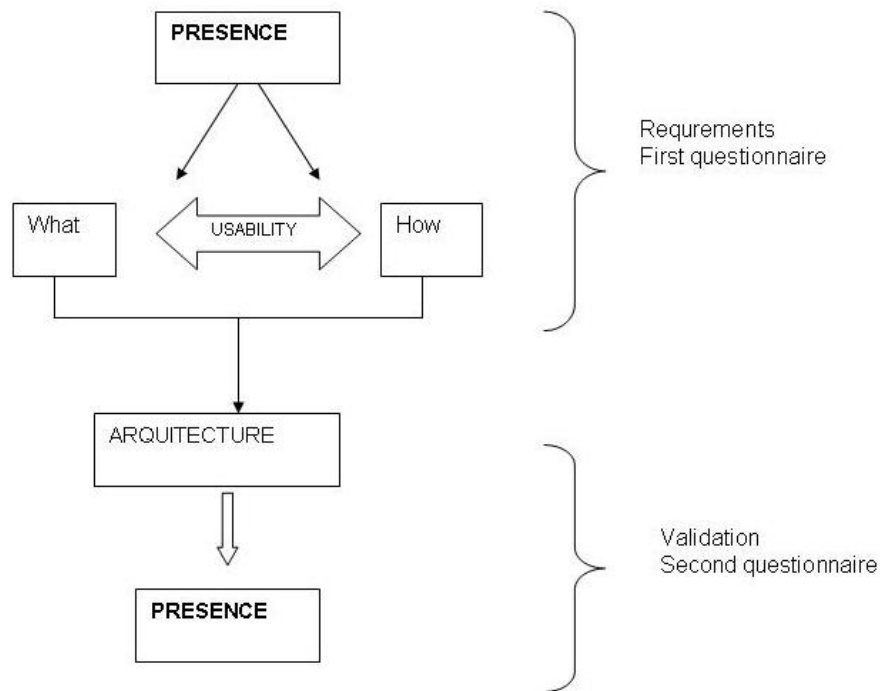 PRESENCE
Requrements
First questionnaire
What
USABILITY
How
ARQUITECTURE
Validation
Second questionnaire
PRESENCE